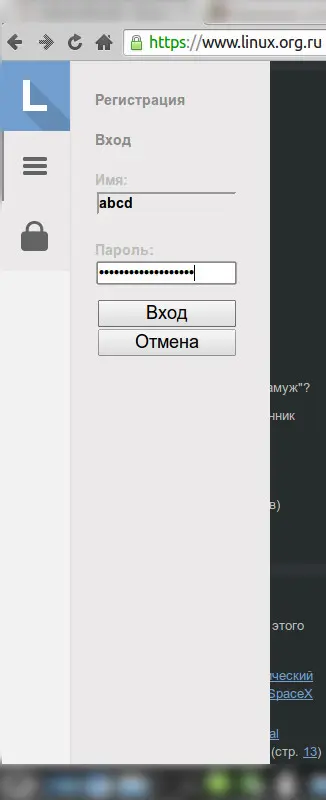 https://www.linux.org.ru
L
Регистрация
Вход
Имя:
abcd
Пароль:
•••••••••••••••••••
Вход
Отмена
амуж"?
нник
в)
этого
ический
SpaceX
al
(стр. 13)